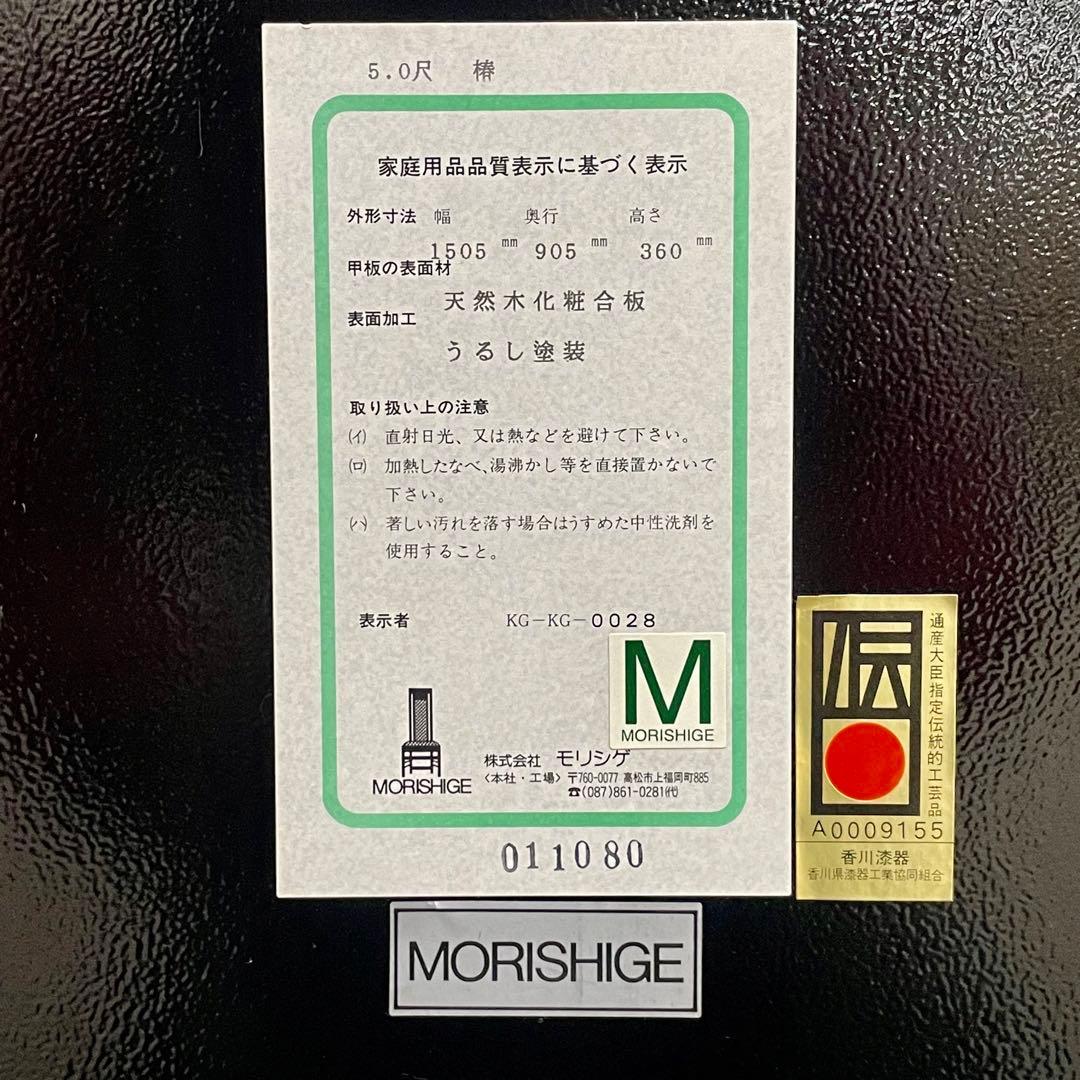 5.0尺 椿
家庭用品品質表示に基づく表示
外形寸法 幅 奥行 高さ
1505 mm 905 mm 360 mm
甲板の表面材
天然木化粧合板
表面加工
うるし塗装
取り扱い上の注意
(イ) 直射日光、又は熱などを避けて下さい。
(ロ) 加熱したなべ、湯沸かし等を直接置かないで
下さい。
(ハ) 著しい汚れを落す場合はうすめた中性洗剤を
使用すること。
表示者 KG-KG-0028
M
MORISHIGE
MORISHIGE
株式会社 モリシゲ
〈本社・工場〉〒760-0077 高松市上福岡町885
☎(087)861-0281㈹
011080
伝
通産大臣指定伝統的工芸品
A0009155
香川漆器
香川県漆器工業協同組合
MORISHIGE